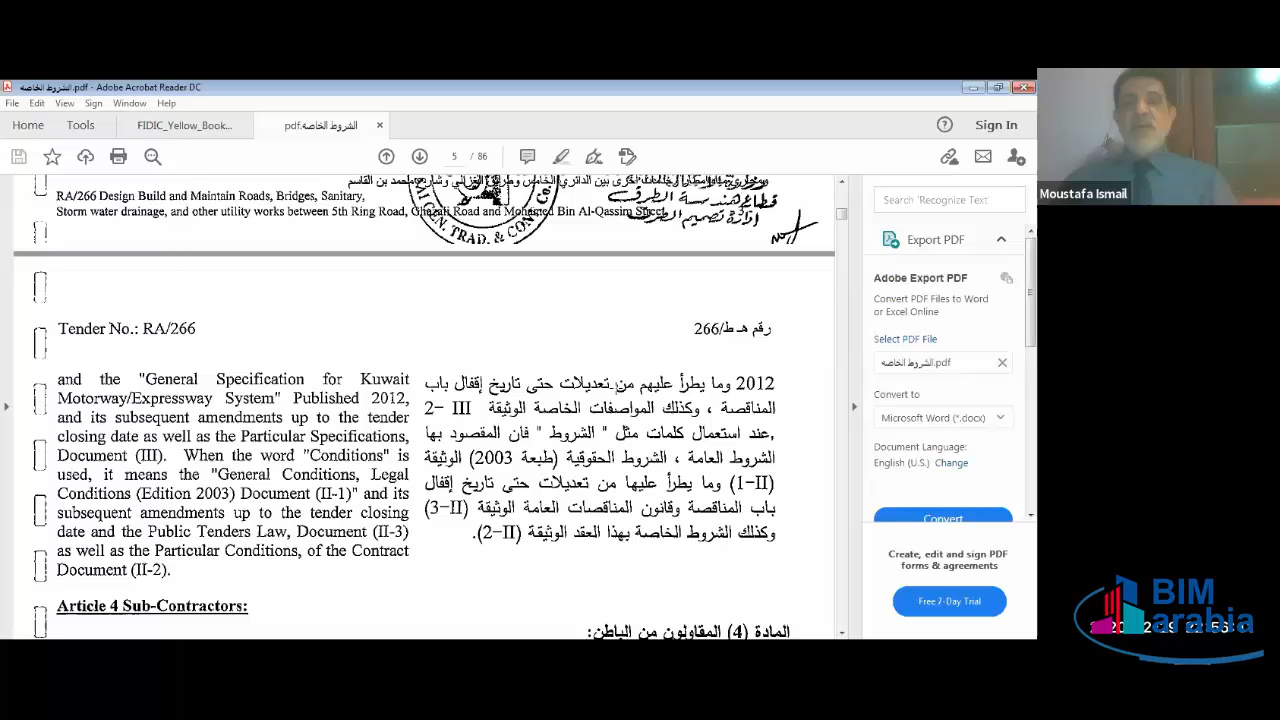 الشروط الخاصه.pdf - Adobe Acrobat Reader DC
File Edit View Sign Window Help
Home Tools FIDIC_Yellow_Book... الشروط الخاصه.pdf
Sign In
5 / 86
Moustafa Ismail
RA/266 Design Build and Maintain Roads, Bridges, Sanitary,
Storm water drainage, and other utility works between 5th Ring Road, Ghazali Road and Mohamed Bin Al-Qassim Street
قطاع هندسة الطرق
إدارة تصميم الطرق
GEN. TRAD. & CONT. Co.
Tender No.: RA/266
رقم هـ ط/266
and the "General Specification for Kuwait
Motorway/Expressway System" Published 2012,
and its subsequent amendments up to the tender
closing date as well as the Particular Specifications,
Document (III). When the word "Conditions" is
used, it means the "General Conditions, Legal
Conditions (Edition 2003) Document (II-1)" and its
subsequent amendments up to the tender closing
date and the Public Tenders Law, Document (II-3)
as well as the Particular Conditions, of the Contract
Document (II-2).
Article 4 Sub-Contractors:
2012 وما يطرأ عليهم من تعديلات حتى تاريخ إقفال باب
المناقصة ، وكذلك المواصفات الخاصة الوثيقة III –2
,عند استعمال كلمات مثل " الشروط " فان المقصود بها
الشروط العامة ، الشروط الحقوقية (طبعة 2003) الوثيقة
(II–1) وما يطرأ عليها من تعديلات حتى تاريخ إقفال
باب المناقصة وقانون المناقصات العامة الوثيقة (II–3)
وكذلك الشروط الخاصة بهذا العقد الوثيقة (II–2).
المادة (4) المقاولون من الباطن:
Search 'Recognize Text'
Export PDF
Adobe Export PDF
Convert PDF Files to Word
or Excel Online
Select PDF File
الشروط الخاصه.pdf
Convert to
Microsoft Word (*.docx)
Document Language:
English (U.S.) Change
Convert
Create, edit and sign PDF
forms & agreements
Free 7-Day Trial
BIM
arabia